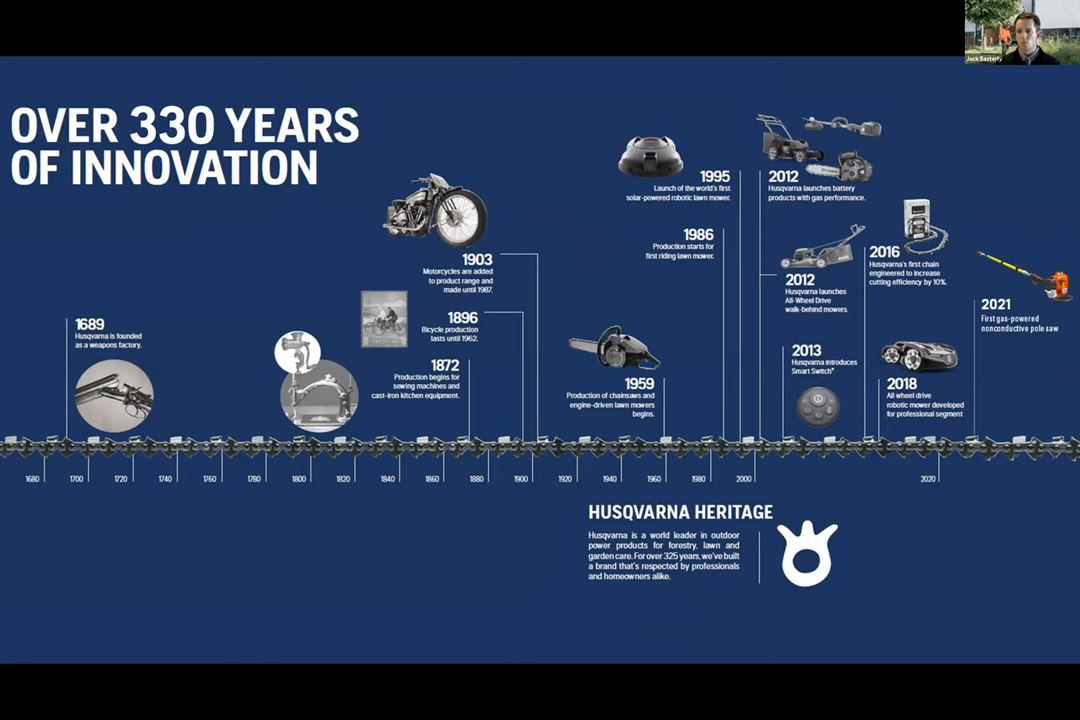 Jack Easterly
OVER 330 YEARS
OF INNOVATION
1689
Husqvarna is founded
as a weapons factory.
1872
Production begins for
sewing machines and
cast-iron kitchen equipment.
1896
Bicycle production
lasts until 1962.
1903
Motorcycles are added
to product range and
made until 1987.
1959
Production of chainsaws and
engine-driven lawn mowers
begins.
1986
Production starts for
first riding lawn mower.
1995
Launch of the world's first
solar-powered robotic lawn mower.
2012
Husqvarna launches battery
products with gas performance.
2012
Husqvarna launches
All-Wheel Drive
walk-behind mowers.
2013
Husqvarna introduces
Smart Switch®
2016
Husqvarna's first chain
engineered to increase
cutting efficiency by 10%.
2018
All wheel drive
robotic mower developed
for professional segment
2021
First gas-powered
nonconductive pole saw
1680 1700 1720 1740 1760 1780 1800 1820 1840 1860 1880 1900 1920 1940 1960 1980 2000 2020
HUSQVARNA HERITAGE
Husqvarna is a world leader in outdoor
power products for forestry, lawn and
garden care. For over 325 years, we've built
a brand that's respected by professionals
and homeowners alike.